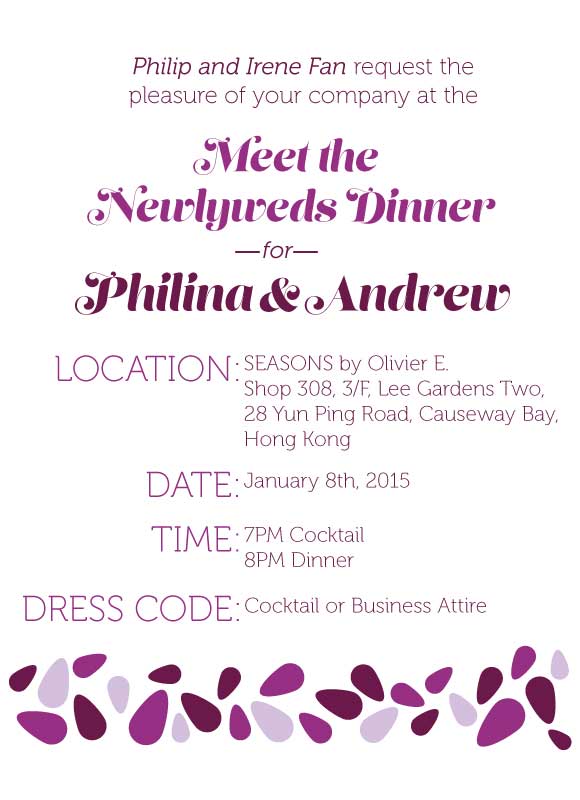 Philip and Irene Fan request the
pleasure of your company at the
Meet the
Newlyweds Dinner
—for—
Philina & Andrew
LOCATION: SEASONS by Olivier E.
Shop 308, 3/F, Lee Gardens Two,
28 Yun Ping Road, Causeway Bay,
Hong Kong
DATE: January 8th, 2015
TIME: 7PM Cocktail
8PM Dinner
DRESS CODE: Cocktail or Business Attire